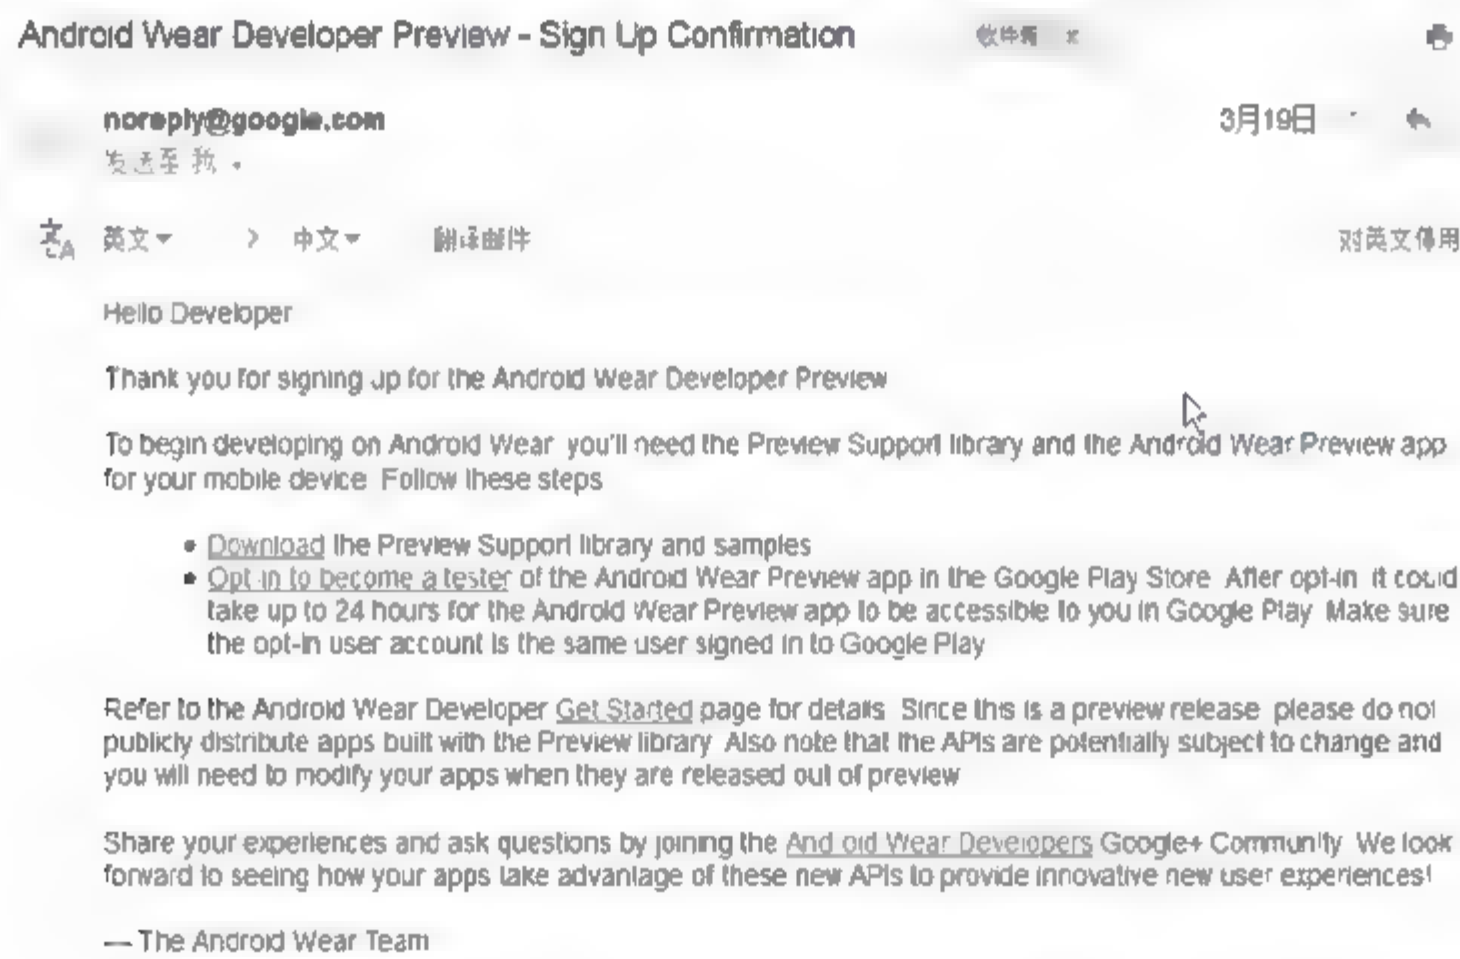 Android Wear Developer Preview - Sign Up Confirmation 收件箱 x
noreply@google.com 3月19日
发送至 我
英文 > 中文 翻译邮件 对英文停用
Hello Developer
Thank you for signing up for the Android Wear Developer Preview
To begin developing on Android Wear you'll need the Preview Support library and the Android Wear Preview app
for your mobile device Follow these steps
• Download the Preview Support library and samples
• Opt-in to become a tester of the Android Wear Preview app in the Google Play Store After opt-in it could
take up to 24 hours for the Android Wear Preview app to be accessible to you in Google Play Make sure
the opt-in user account is the same user signed in to Google Play
Refer to the Android Wear Developer Get Started page for details Since this is a preview release please do not
publicly distribute apps built with the Preview library Also note that the APIs are potentially subject to change and
you will need to modify your apps when they are released out of preview
Share your experiences and ask questions by joining the Android Wear Developers Google+ Community We look
forward to seeing how your apps take advantage of these new APIs to provide innovative new user experiences!
— The Android Wear Team